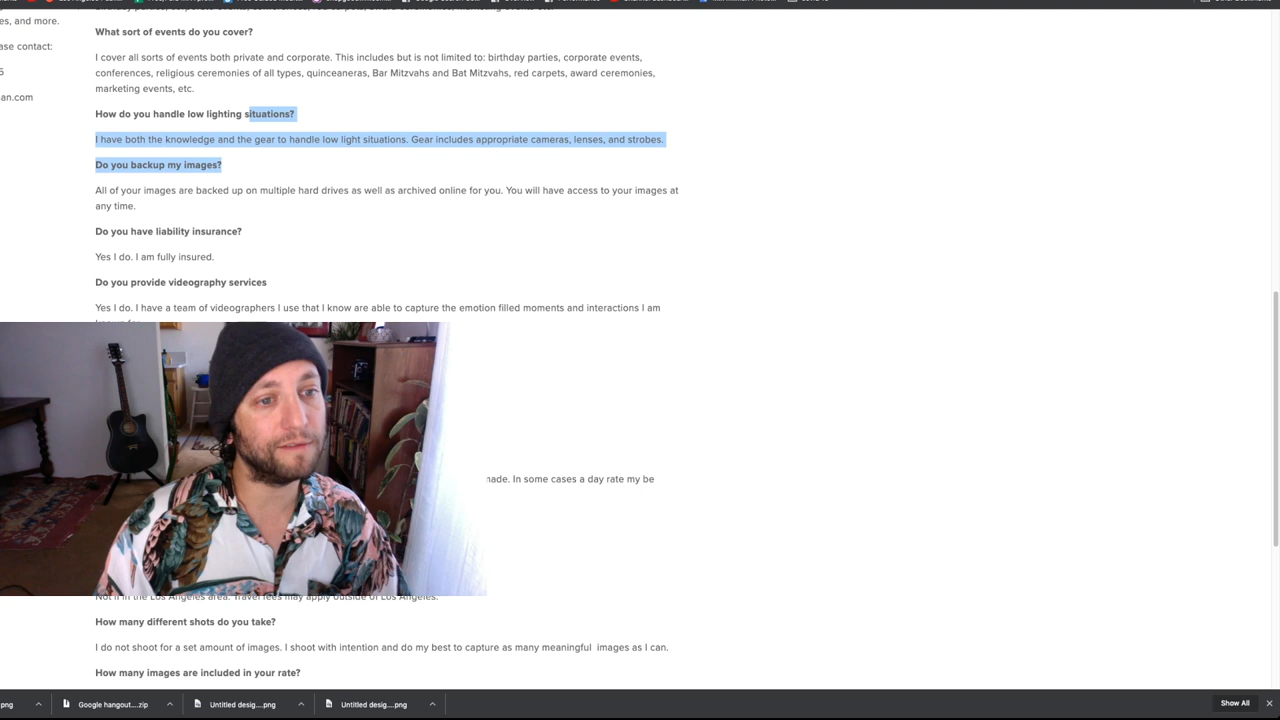 es, and more.
ase contact:
5
an.com
What sort of events do you cover?
I cover all sorts of events both private and corporate. This includes but is not limited to: birthday parties, corporate events,
conferences, religious ceremonies of all types, quinceaneras, Bar Mitzvahs and Bat Mitzvahs, red carpets, award ceremonies,
marketing events, etc.
How do you handle low lighting situations?
I have both the knowledge and the gear to handle low light situations. Gear includes appropriate cameras, lenses, and strobes.
Do you backup my images?
All of your images are backed up on multiple hard drives as well as archived online for you. You will have access to your images at
any time.
Do you have liability insurance?
Yes I do. I am fully insured.
Do you provide videography services
Yes I do. I have a team of videographers I use that I know are able to capture the emotion filled moments and interactions I am
made. In some cases a day rate my be
Not if in the Los Angeles area. Travel fees may apply outside of Los Angeles.
How many different shots do you take?
I do not shoot for a set amount of images. I shoot with intention and do my best to capture as many meaningful images as I can.
How many images are included in your rate?
.png
Google hangout....zip
Untitled desig....png
Untitled desig....png
Show All